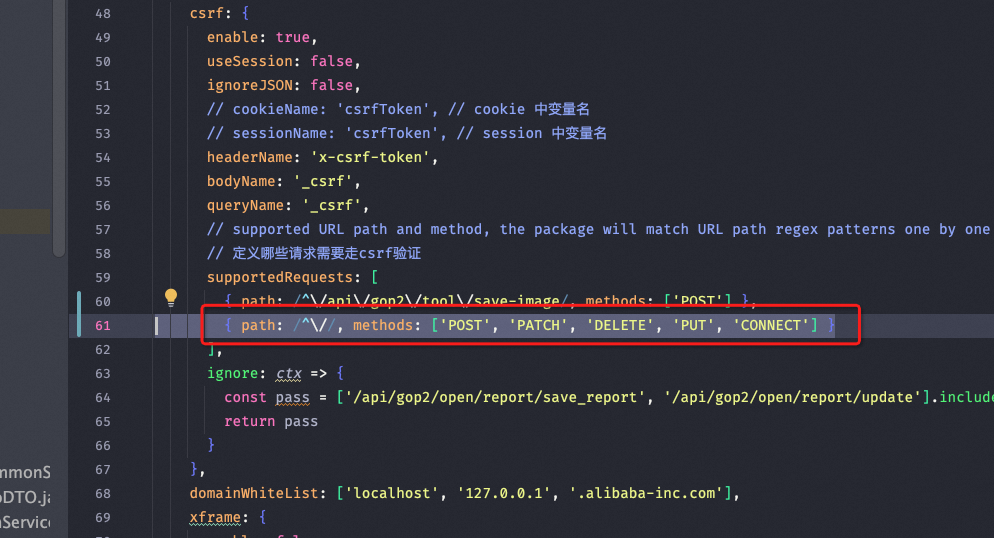 48 csrf: {
49 enable: true,
50 useSession: false,
51 ignoreJSON: false,
52 // cookieName: 'csrfToken', // cookie 中变量名
53 // sessionName: 'csrfToken', // session 中变量名
54 headerName: 'x-csrf-token',
55 bodyName: '_csrf',
56 queryName: '_csrf',
57 // supported URL path and method, the package will match URL path regex patterns one by one
58 // 定义哪些请求需要走csrf验证
59 supportedRequests: [
60 { path: /^\/api\/gop2\/tool\/save-image/, methods: ['POST'] },
61 { path: /^\//, methods: ['POST', 'PATCH', 'DELETE', 'PUT', 'CONNECT'] }
62 ],
63 ignore: ctx => {
64 const pass = ['/api/gop2/open/report/save_report', '/api/gop2/open/report/update'].include
65 return pass
66 }
67 },
mmonS
68 domainWhiteList: ['localhost', '127.0.0.1', '.alibaba-inc.com'],
oDTO.ja
69 xframe: {
nService